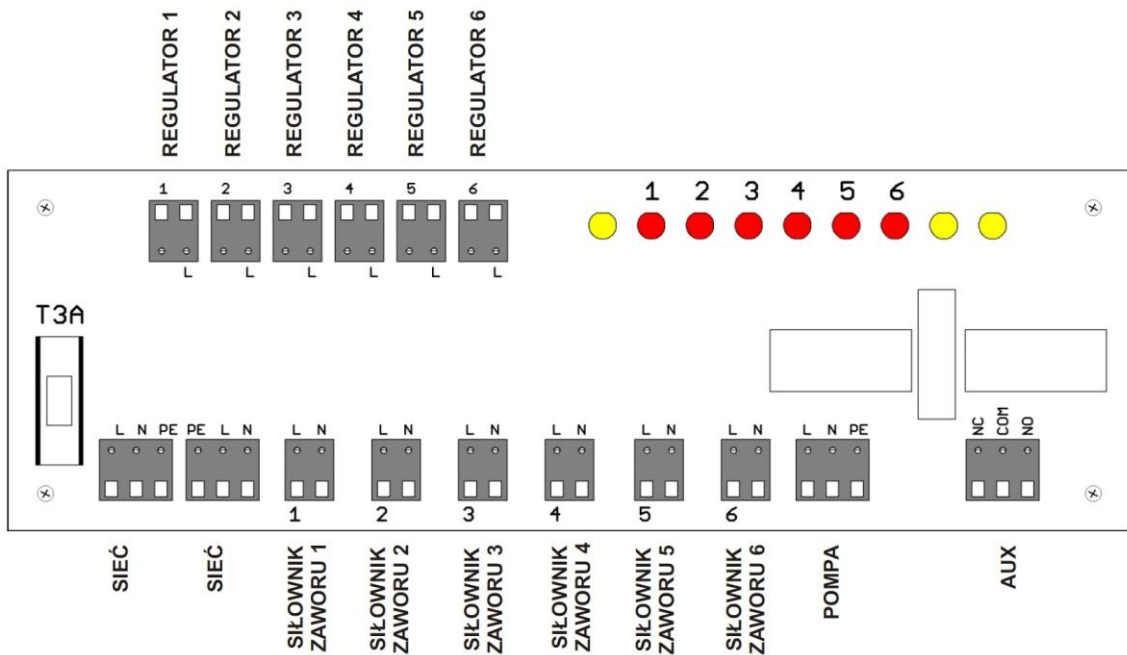 REGULATOR 1
REGULATOR 2
REGULATOR 3
REGULATOR 4
REGULATOR 5
REGULATOR 6
1 2 3 4 5 6
1 2 3 4 5 6
L L L L L L
T3A
L N PE PE L N L N L N L N L N L N L N L N PE NC COM NO
1 2 3 4 5 6
SIEĆ
SIEĆ
SIŁOWNIK
ZAWORU 1
SIŁOWNIK
ZAWORU 2
SIŁOWNIK
ZAWORU 3
SIŁOWNIK
ZAWORU 4
SIŁOWNIK
ZAWORU 5
SIŁOWNIK
ZAWORU 6
POMPA
AUX